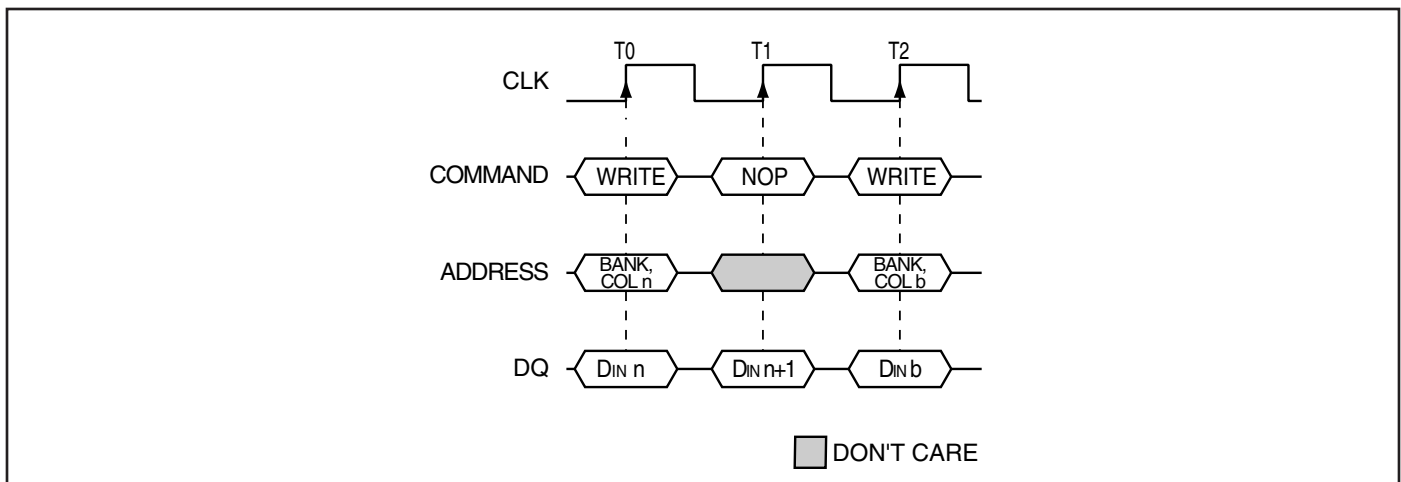 T0 T1 T2
CLK
COMMAND WRITE NOP WRITE
ADDRESS BANK, COL n BANK, COL b
DQ DIN n DIN n+1 DIN b
DON'T CARE